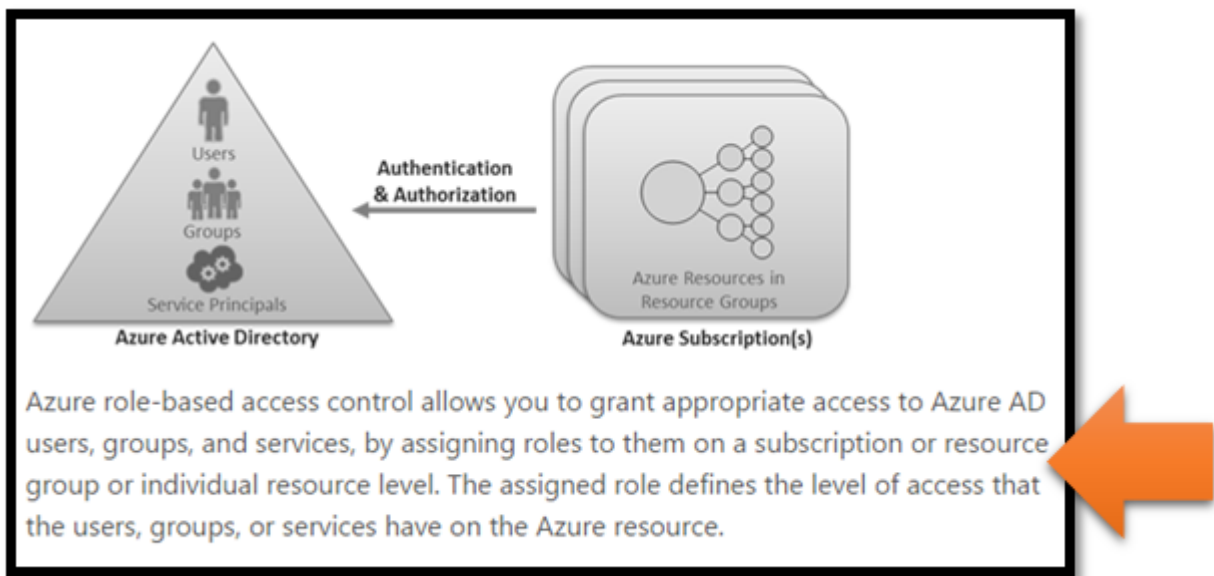 Users
Groups
Service Principals
Azure Active Directory
Authentication
& Authorization
Azure Resources in
Resource Groups
Azure Subscription(s)
Azure role-based access control allows you to grant appropriate access to Azure AD
users, groups, and services, by assigning roles to them on a subscription or resource
group or individual resource level. The assigned role defines the level of access that
the users, groups, or services have on the Azure resource.